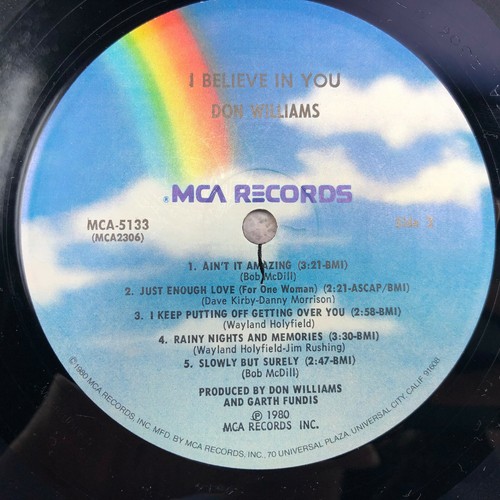 I BELIEVE IN YOU
DON WILLIAMS
MCA RECORDS
MCA-5133
(MCA2306)
1. AIN'T IT AMAZING (3:21-BMI)
(Bob McDill)
2. JUST ENOUGH LOVE (For One Woman) (2:21-ASCAP/BMI)
(Dave Kirby-Danny Morrison)
3. I KEEP PUTTING OFF GETTING OVER YOU (2:58-BMI)
(Wayland Holyfield)
4. RAINY NIGHTS AND MEMORIES (3:30-BMI)
(Wayland Holyfield-Jim Rushing)
5. SLOWLY BUT SURELY (2:47-BMI)
(Bob McDill)
PRODUCED BY DON WILLIAMS
AND GARTH FUNDIS
℗ 1980
MCA RECORDS INC.
©1980 MCA RECORDS, INC. MFD. BY MCA RECORDS, INC., 70 UNIVERSAL PLAZA, UNIVERSAL CITY, CALIF. 91608